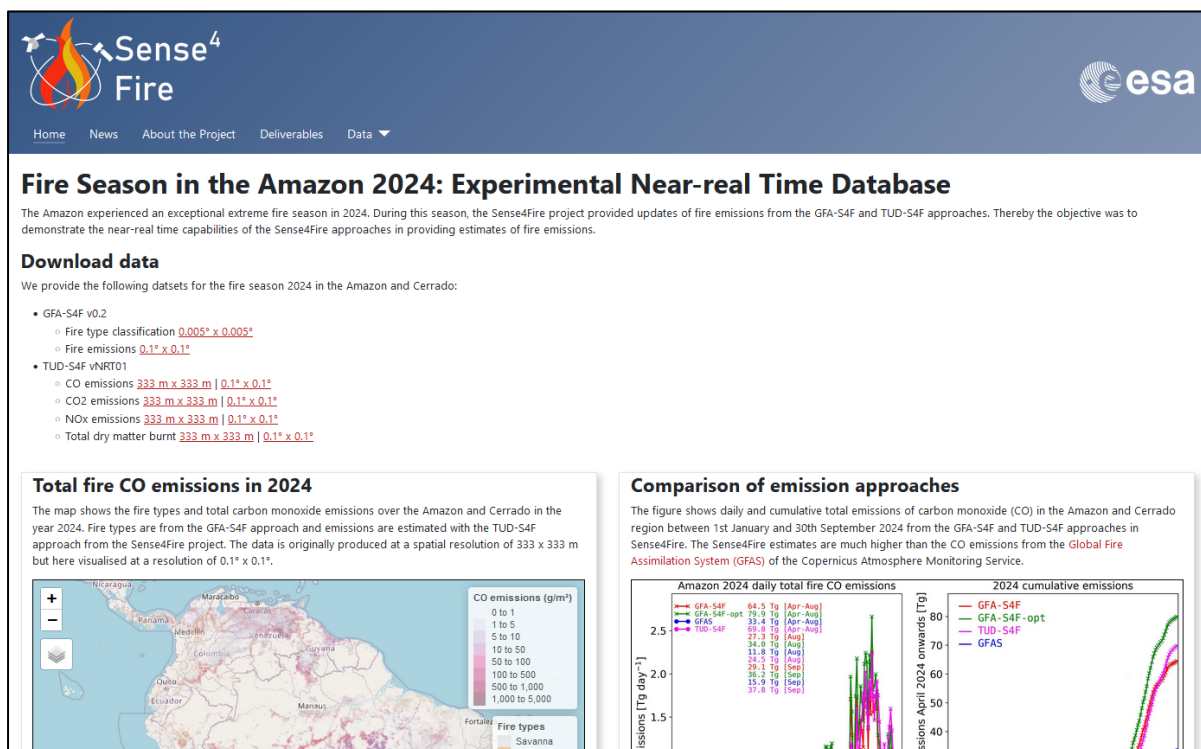 Sense4
Fire
esa
Home News About the Project Deliverables Data
Fire Season in the Amazon 2024: Experimental Near-real Time Database
The Amazon experienced an exceptional extreme fire season in 2024. During this season, the Sense4Fire project provided updates of fire emissions from the GFA-S4F and TUD-S4F approaches. Thereby the objective was to
demonstrate the near-real time capabilities of the Sense4Fire approaches in providing estimates of fire emissions.
Download data
We provide the following datsets for the fire season 2024 in the Amazon and Cerrado:
GFA-S4F v0.2
Fire type classification 0.005° x 0.005°
Fire emissions 0.1° x 0.1°
TUD-S4F vNRT01
CO emissions 333 m x 333 m | 0.1° x 0.1°
CO2 emissions 333 m x 333 m | 0.1° x 0.1°
NOx emissions 333 m x 333 m | 0.1° x 0.1°
Total dry matter burnt 333 m x 333 m | 0.1° x 0.1°
Total fire CO emissions in 2024
The map shows the fire types and total carbon monoxide emissions over the Amazon and Cerrado in the
year 2024. Fire types are from the GFA-S4F approach and emissions are estimated with the TUD-S4F
approach from the Sense4Fire project. The data is originally produced at a spatial resolution of 333 x 333 m
but here visualised at a resolution of 0.1° x 0.1°.
+
−
Nicaragua
Maracaibo
Caracas
Panama
Medellín
Venezuela
Guyana
Colombia
Quito
Ecuador
Manaus
CO emissions (g/m²)
0 to 1
1 to 5
5 to 10
10 to 50
50 to 100
100 to 500
500 to 1,000
1,000 to 5,000
Fire types
Savanna
Comparison of emission approaches
The figure shows daily and cumulative total emissions of carbon monoxide (CO) in the Amazon and Cerrado
region between 1st January and 30th September 2024 from the GFA-S4F and TUD-S4F approaches in
Sense4Fire. The Sense4Fire estimates are much higher than the CO emissions from the Global Fire
Assimilation System (GFAS) of the Copernicus Atmosphere Monitoring Service.
Amazon 2024 daily total fire CO emissions
GFA-S4F 64.5 Tg [Apr-Aug]
GFA-S4F-opt 79.9 Tg [Apr-Aug]
GFAS 33.4 Tg [Apr-Aug]
TUD-S4F 69.8 Tg [Apr-Aug]
27.3 Tg [Aug]
34.0 Tg [Aug]
11.8 Tg [Aug]
24.5 Tg [Aug]
29.1 Tg [Sep]
36.2 Tg [Sep]
15.9 Tg [Sep]
37.8 Tg [Sep]
2.5
2.0
1.5
[Tg day−1]
2024 cumulative emissions
GFA-S4F
GFA-S4F-opt
TUD-S4F
GFAS
80
70
60
50
40
April 2024 onwards [Tg]